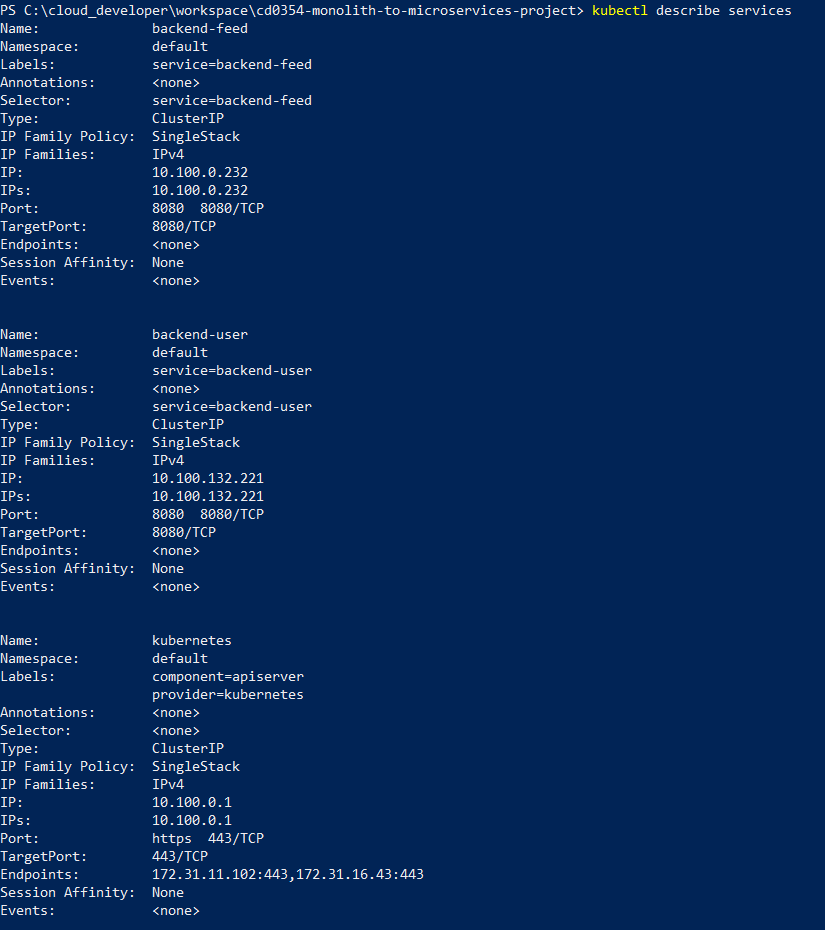 PS C:\cloud_developer\workspace\cd0354-monolith-to-microservices-project> kubectl describe services
Name:              backend-feed
Namespace:         default
Labels:            service=backend-feed
Annotations:       <none>
Selector:          service=backend-feed
Type:              ClusterIP
IP Family Policy:  SingleStack
IP Families:       IPv4
IP:                10.100.0.232
IPs:               10.100.0.232
Port:              8080  8080/TCP
TargetPort:        8080/TCP
Endpoints:         <none>
Session Affinity:  None
Events:            <none>

Name:              backend-user
Namespace:         default
Labels:            service=backend-user
Annotations:       <none>
Selector:          service=backend-user
Type:              ClusterIP
IP Family Policy:  SingleStack
IP Families:       IPv4
IP:                10.100.132.221
IPs:               10.100.132.221
Port:              8080  8080/TCP
TargetPort:        8080/TCP
Endpoints:         <none>
Session Affinity:  None
Events:            <none>

Name:              kubernetes
Namespace:         default
Labels:            component=apiserver
                   provider=kubernetes
Annotations:       <none>
Selector:          <none>
Type:              ClusterIP
IP Family Policy:  SingleStack
IP Families:       IPv4
IP:                10.100.0.1
IPs:               10.100.0.1
Port:              https  443/TCP
TargetPort:        443/TCP
Endpoints:         172.31.11.102:443,172.31.16.43:443
Session Affinity:  None
Events:            <none>